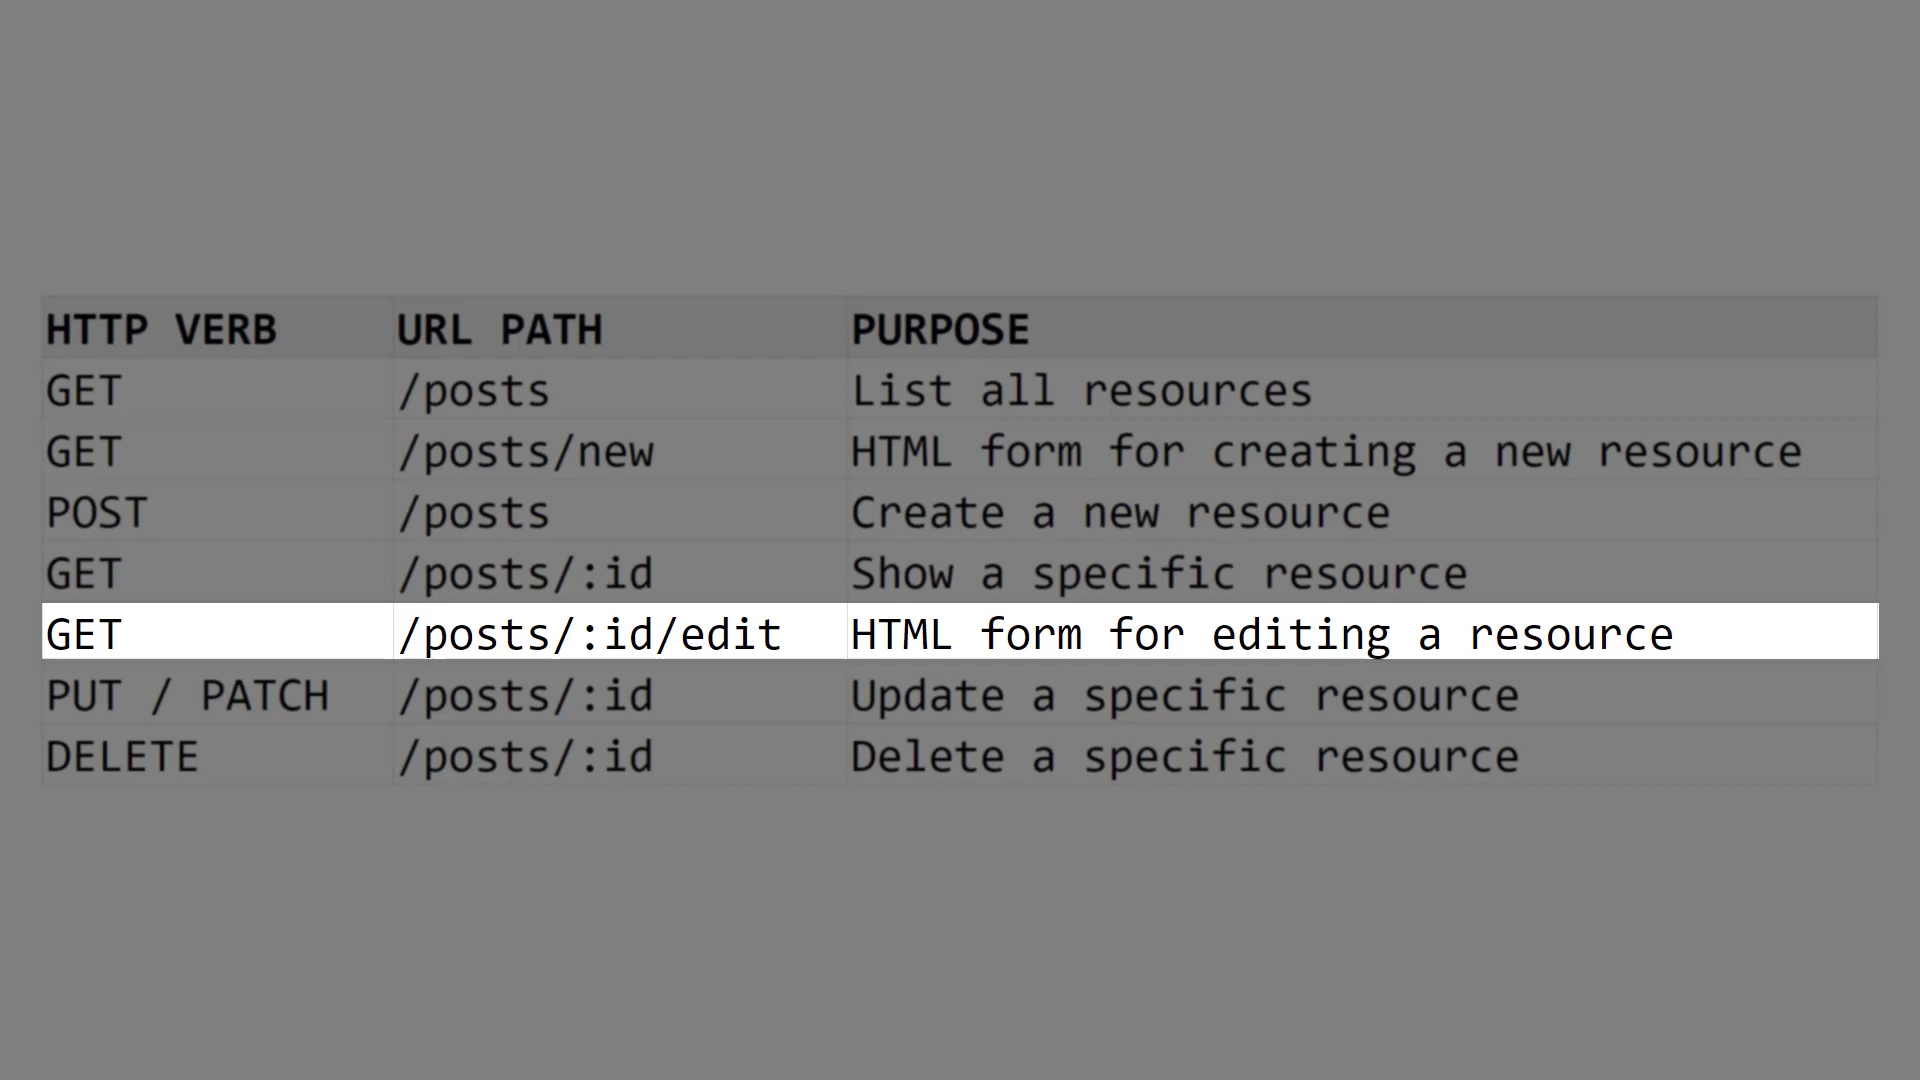 HTTP VERB URL PATH PURPOSE
GET /posts List all resources
GET /posts/new HTML form for creating a new resource
POST /posts Create a new resource
GET /posts/:id Show a specific resource
GET /posts/:id/edit HTML form for editing a resource
PUT / PATCH /posts/:id Update a specific resource
DELETE /posts/:id Delete a specific resource